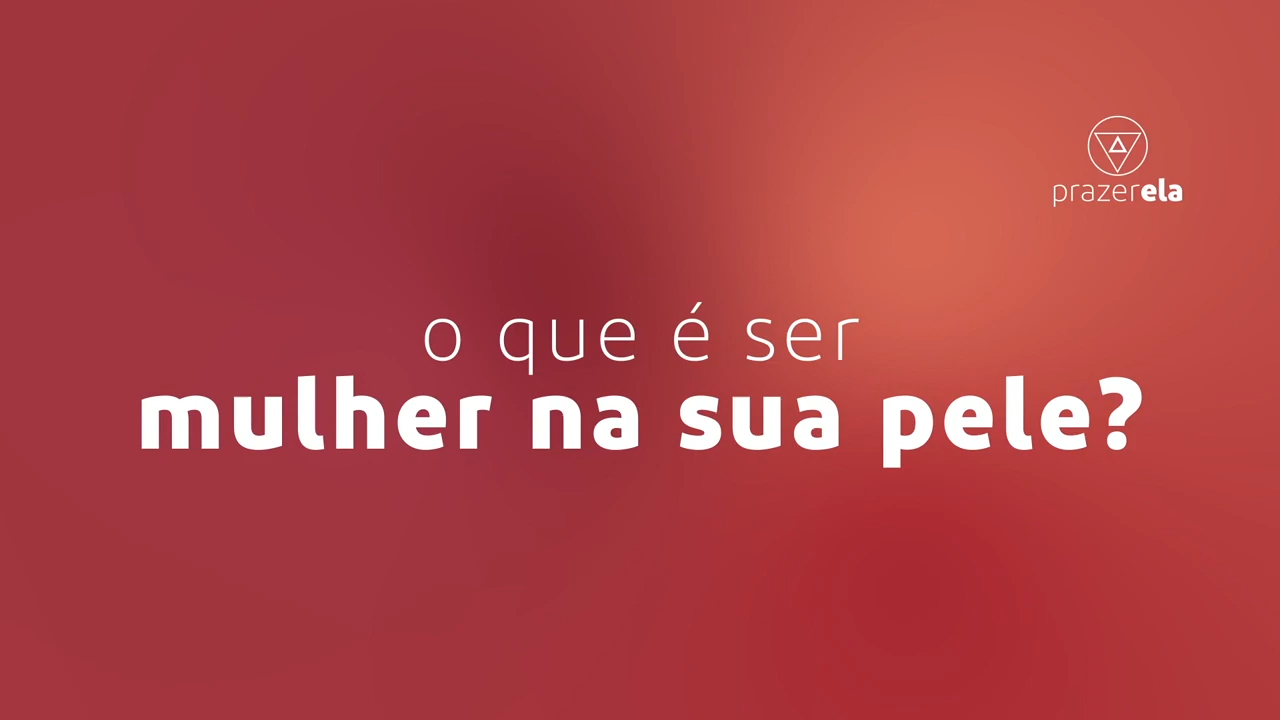 prazerela
o que é ser
mulher na sua pele?